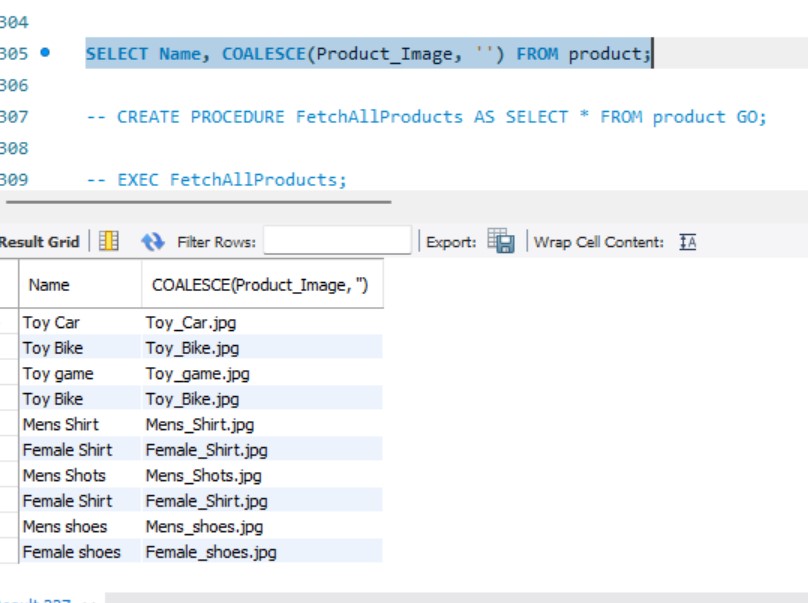 304
305 SELECT Name, COALESCE(Product_Image, '') FROM product;
306
307 -- CREATE PROCEDURE FetchAllProducts AS SELECT * FROM product GO;
308
309 -- EXEC FetchAllProducts;
Result Grid Filter Rows: Export: Wrap Cell Content: IA
Name COALESCE(Product_Image, '')
Toy Car Toy_Car.jpg
Toy Bike Toy_Bike.jpg
Toy game Toy_game.jpg
Toy Bike Toy_Bike.jpg
Mens Shirt Mens_Shirt.jpg
Female Shirt Female_Shirt.jpg
Mens Shots Mens_Shots.jpg
Female Shirt Female_Shirt.jpg
Mens shoes Mens_shoes.jpg
Female shoes Female_shoes.jpg